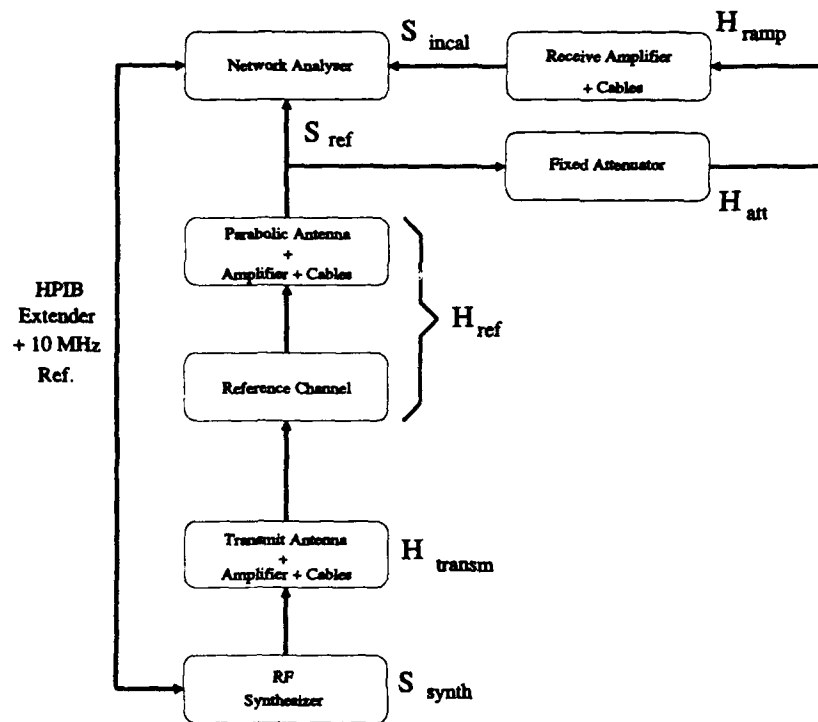 S incal
H ramp
Network Analyser
Receive Amplifier
+ Cables
S ref
Fixed Attenuator
H att
Parabolic Antenna
+
Amplifier + Cables
HPIB
Extender
+ 10 MHz
Ref.
H ref
Reference Channel
Transmit Antenna
+
Amplifier + Cables
H transm
RF
Synthesizer
S synth